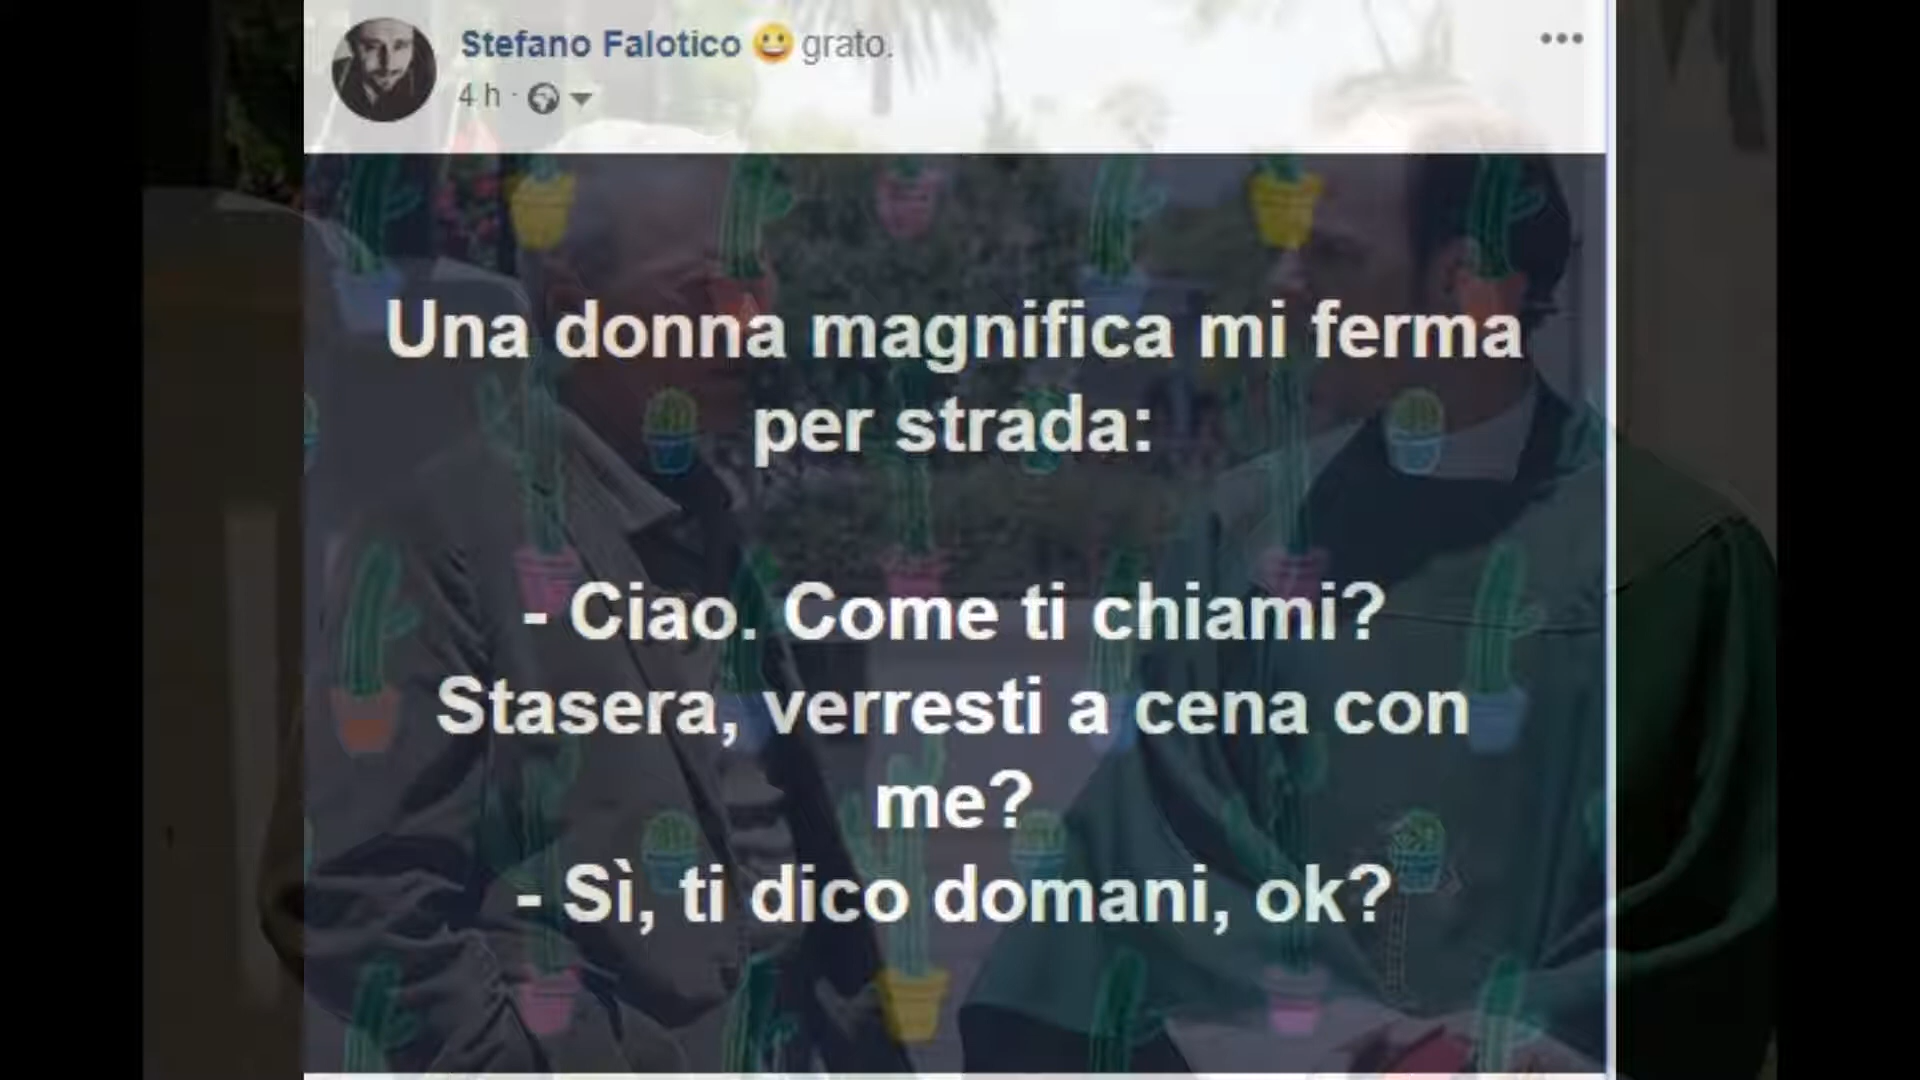 Stefano Falotico 😀 grato.
4 h ·
Una donna magnifica mi ferma
per strada:
- Ciao. Come ti chiami?
Stasera, verresti a cena con
me?
- Sì, ti dico domani, ok?